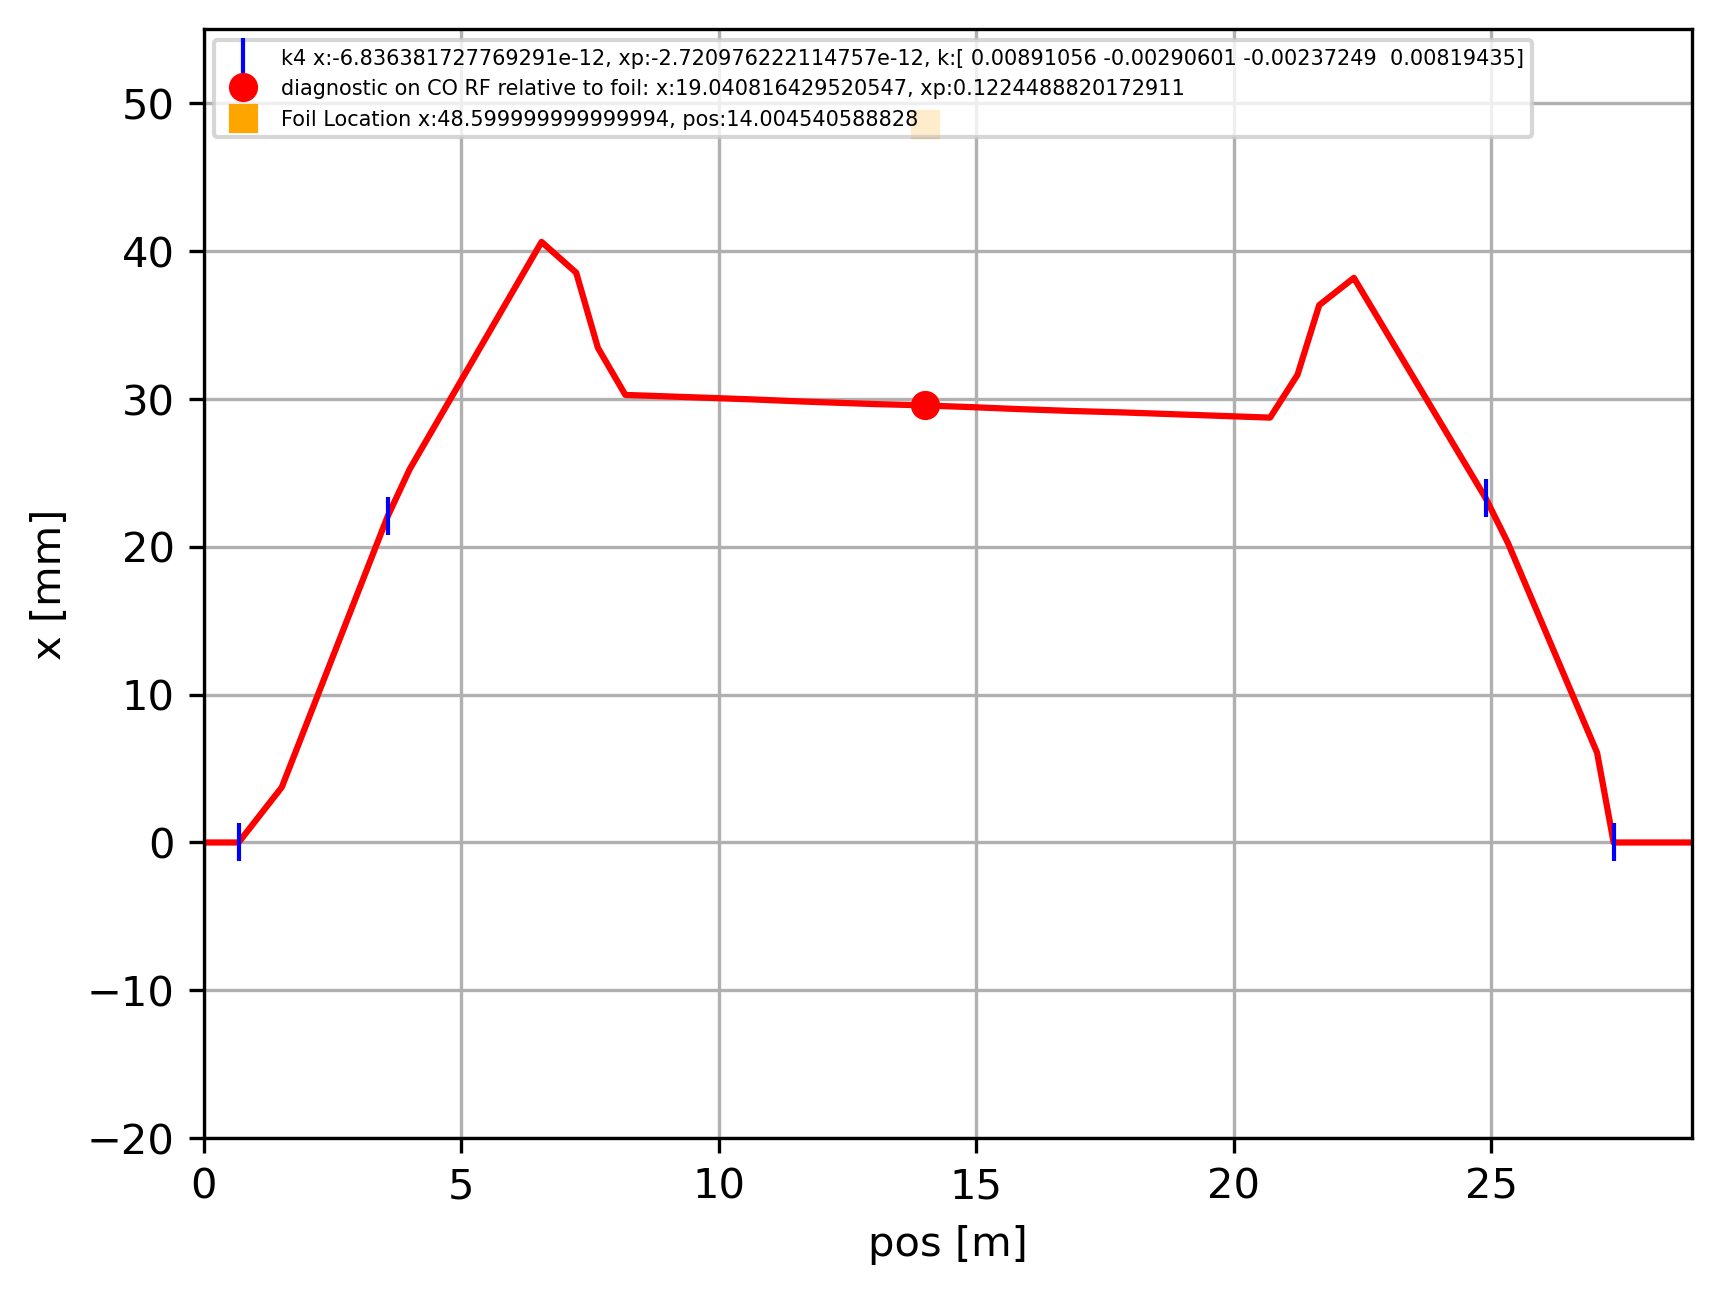 k4 x:-6.836381727769291e-12, xp:-2.720976222114757e-12, k:[ 0.00891056 -0.00290601 -0.00237249  0.00819435]
diagnostic on CO RF relative to foil: x:19.040816429520547, xp:0.1224488820172911
Foil Location x:48.599999999999994, pos:14.004540588828
50
40
30
20
10
0
−10
−20
x [mm]
0 5 10 15 20 25
pos [m]